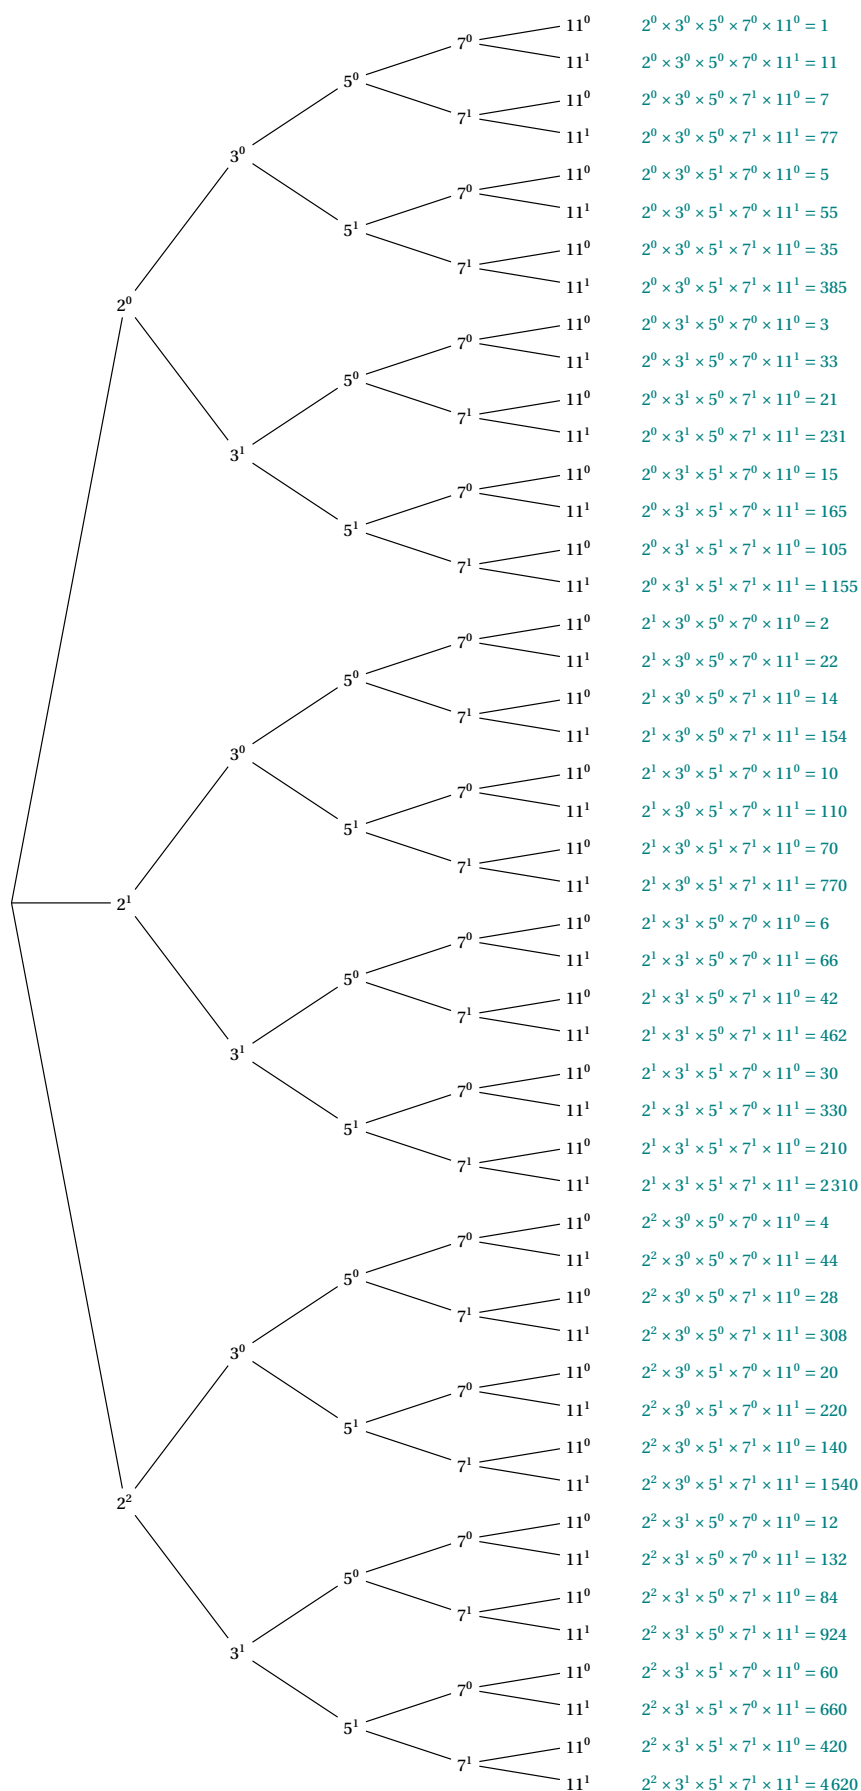 11⁰ 2⁰ × 3⁰ × 5⁰ × 7⁰ × 11⁰ = 1
7⁰
11¹ 2⁰ × 3⁰ × 5⁰ × 7⁰ × 11¹ = 11
5⁰
11⁰ 2⁰ × 3⁰ × 5⁰ × 7¹ × 11⁰ = 7
7¹
11¹ 2⁰ × 3⁰ × 5⁰ × 7¹ × 11¹ = 77
3⁰
11⁰ 2⁰ × 3⁰ × 5¹ × 7⁰ × 11⁰ = 5
7⁰
11¹ 2⁰ × 3⁰ × 5¹ × 7⁰ × 11¹ = 55
5¹
11⁰ 2⁰ × 3⁰ × 5¹ × 7¹ × 11⁰ = 35
7¹
11¹ 2⁰ × 3⁰ × 5¹ × 7¹ × 11¹ = 385
2⁰
11⁰ 2⁰ × 3¹ × 5⁰ × 7⁰ × 11⁰ = 3
7⁰
11¹ 2⁰ × 3¹ × 5⁰ × 7⁰ × 11¹ = 33
5⁰
11⁰ 2⁰ × 3¹ × 5⁰ × 7¹ × 11⁰ = 21
7¹
11¹ 2⁰ × 3¹ × 5⁰ × 7¹ × 11¹ = 231
3¹
11⁰ 2⁰ × 3¹ × 5¹ × 7⁰ × 11⁰ = 15
7⁰
11¹ 2⁰ × 3¹ × 5¹ × 7⁰ × 11¹ = 165
5¹
11⁰ 2⁰ × 3¹ × 5¹ × 7¹ × 11⁰ = 105
7¹
11¹ 2⁰ × 3¹ × 5¹ × 7¹ × 11¹ = 1 155
11⁰ 2¹ × 3⁰ × 5⁰ × 7⁰ × 11⁰ = 2
7⁰
11¹ 2¹ × 3⁰ × 5⁰ × 7⁰ × 11¹ = 22
5⁰
11⁰ 2¹ × 3⁰ × 5⁰ × 7¹ × 11⁰ = 14
7¹
11¹ 2¹ × 3⁰ × 5⁰ × 7¹ × 11¹ = 154
3⁰
11⁰ 2¹ × 3⁰ × 5¹ × 7⁰ × 11⁰ = 10
7⁰
11¹ 2¹ × 3⁰ × 5¹ × 7⁰ × 11¹ = 110
5¹
11⁰ 2¹ × 3⁰ × 5¹ × 7¹ × 11⁰ = 70
7¹
11¹ 2¹ × 3⁰ × 5¹ × 7¹ × 11¹ = 770
2¹
11⁰ 2¹ × 3¹ × 5⁰ × 7⁰ × 11⁰ = 6
7⁰
11¹ 2¹ × 3¹ × 5⁰ × 7⁰ × 11¹ = 66
5⁰
11⁰ 2¹ × 3¹ × 5⁰ × 7¹ × 11⁰ = 42
7¹
11¹ 2¹ × 3¹ × 5⁰ × 7¹ × 11¹ = 462
3¹
11⁰ 2¹ × 3¹ × 5¹ × 7⁰ × 11⁰ = 30
7⁰
11¹ 2¹ × 3¹ × 5¹ × 7⁰ × 11¹ = 330
5¹
11⁰ 2¹ × 3¹ × 5¹ × 7¹ × 11⁰ = 210
7¹
11¹ 2¹ × 3¹ × 5¹ × 7¹ × 11¹ = 2 310
11⁰ 2² × 3⁰ × 5⁰ × 7⁰ × 11⁰ = 4
7⁰
11¹ 2² × 3⁰ × 5⁰ × 7⁰ × 11¹ = 44
5⁰
11⁰ 2² × 3⁰ × 5⁰ × 7¹ × 11⁰ = 28
7¹
11¹ 2² × 3⁰ × 5⁰ × 7¹ × 11¹ = 308
3⁰
11⁰ 2² × 3⁰ × 5¹ × 7⁰ × 11⁰ = 20
7⁰
11¹ 2² × 3⁰ × 5¹ × 7⁰ × 11¹ = 220
5¹
11⁰ 2² × 3⁰ × 5¹ × 7¹ × 11⁰ = 140
7¹
11¹ 2² × 3⁰ × 5¹ × 7¹ × 11¹ = 1 540
2²
11⁰ 2² × 3¹ × 5⁰ × 7⁰ × 11⁰ = 12
7⁰
11¹ 2² × 3¹ × 5⁰ × 7⁰ × 11¹ = 132
5⁰
11⁰ 2² × 3¹ × 5⁰ × 7¹ × 11⁰ = 84
7¹
11¹ 2² × 3¹ × 5⁰ × 7¹ × 11¹ = 924
3¹
11⁰ 2² × 3¹ × 5¹ × 7⁰ × 11⁰ = 60
7⁰
11¹ 2² × 3¹ × 5¹ × 7⁰ × 11¹ = 660
5¹
11⁰ 2² × 3¹ × 5¹ × 7¹ × 11⁰ = 420
7¹
11¹ 2² × 3¹ × 5¹ × 7¹ × 11¹ = 4 620